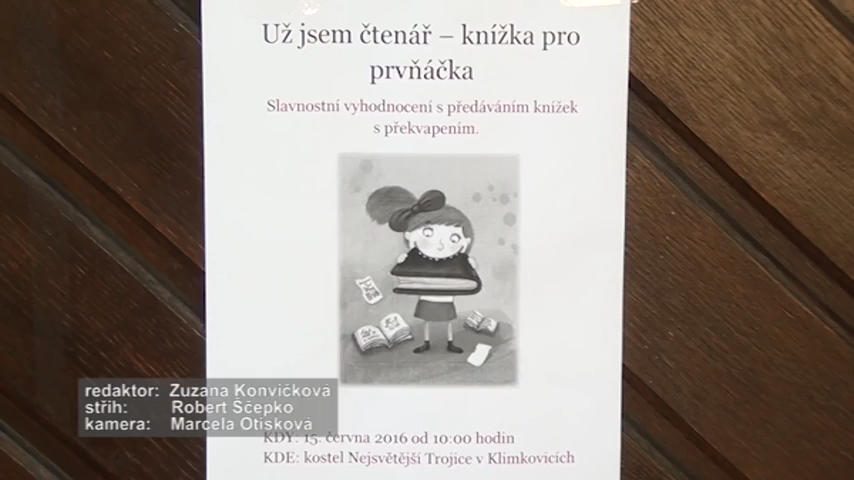 Už jsem čtenář – knížka pro
prvňáčka
Slavnostní vyhodnocení s předáváním knížek
s překvapením.
redaktor: Zuzana Konvičková
střih: Robert Ščepko
kamera: Marcela Otisková
KDY: 15. června 2016 od 10:00 hodin
KDE: kostel Nejsvětější Trojice v Klimkovicích